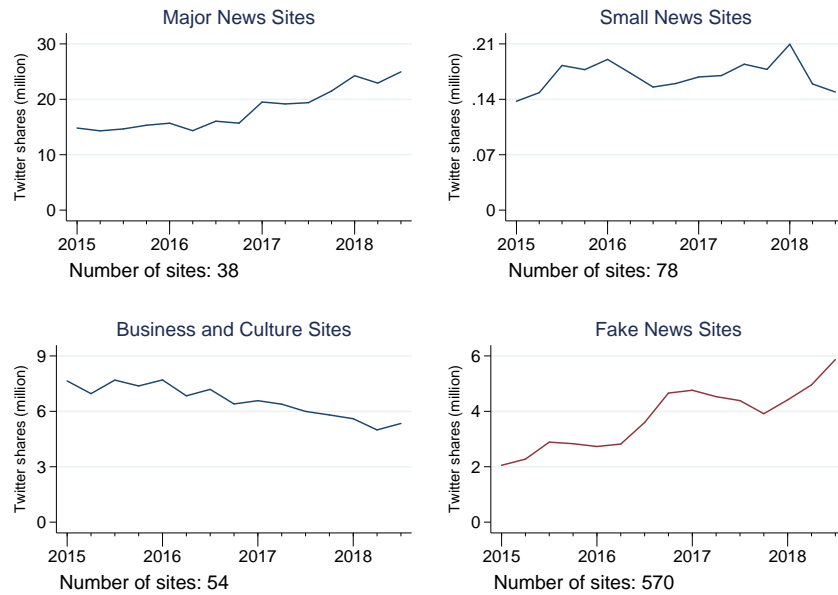 Major News Sites
Twitter shares (million)
30
20
10
0
2015 2016 2017 2018
Number of sites: 38
Small News Sites
Twitter shares (million)
.21
.14
.07
0
2015 2016 2017 2018
Number of sites: 78
Business and Culture Sites
Twitter shares (million)
9
6
3
0
2015 2016 2017 2018
Number of sites: 54
Fake News Sites
Twitter shares (million)
6
4
2
0
2015 2016 2017 2018
Number of sites: 570